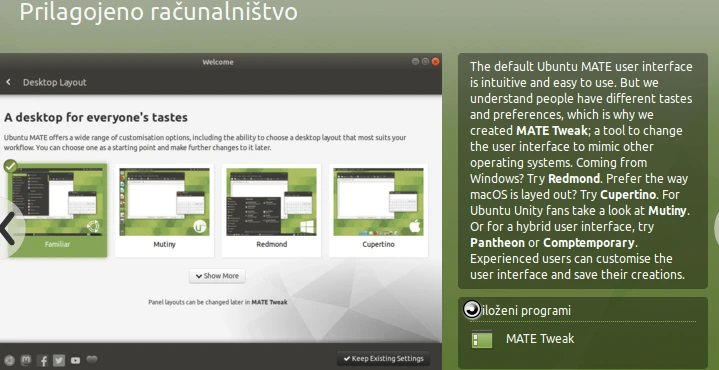 Prilagojeno računalništvo
Welcome
Desktop Layout
A desktop for everyone's tastes
Ubuntu MATE offers a wide range of customisation options, including the ability to choose a desktop layout that most suits your
workflow. You can choose one as a starting point and make further changes to it later.
Familiar
Mutiny
Redmond
Cupertino
Show More
Panel layouts can be changed later in MATE Tweak
Keep Existing Settings
The default Ubuntu MATE user interface
is intuitive and easy to use. But we
understand people have different tastes
and preferences, which is why we
created MATE Tweak; a tool to change
the user interface to mimic other
operating systems. Coming from
Windows? Try Redmond. Prefer the way
macOS is layed out? Try Cupertino. For
Ubuntu Unity fans take a look at Mutiny.
Or for a hybrid user interface, try
Pantheon or Comptemporary.
Experienced users can customise the
user interface and save their creations.
iloženi programi
MATE Tweak